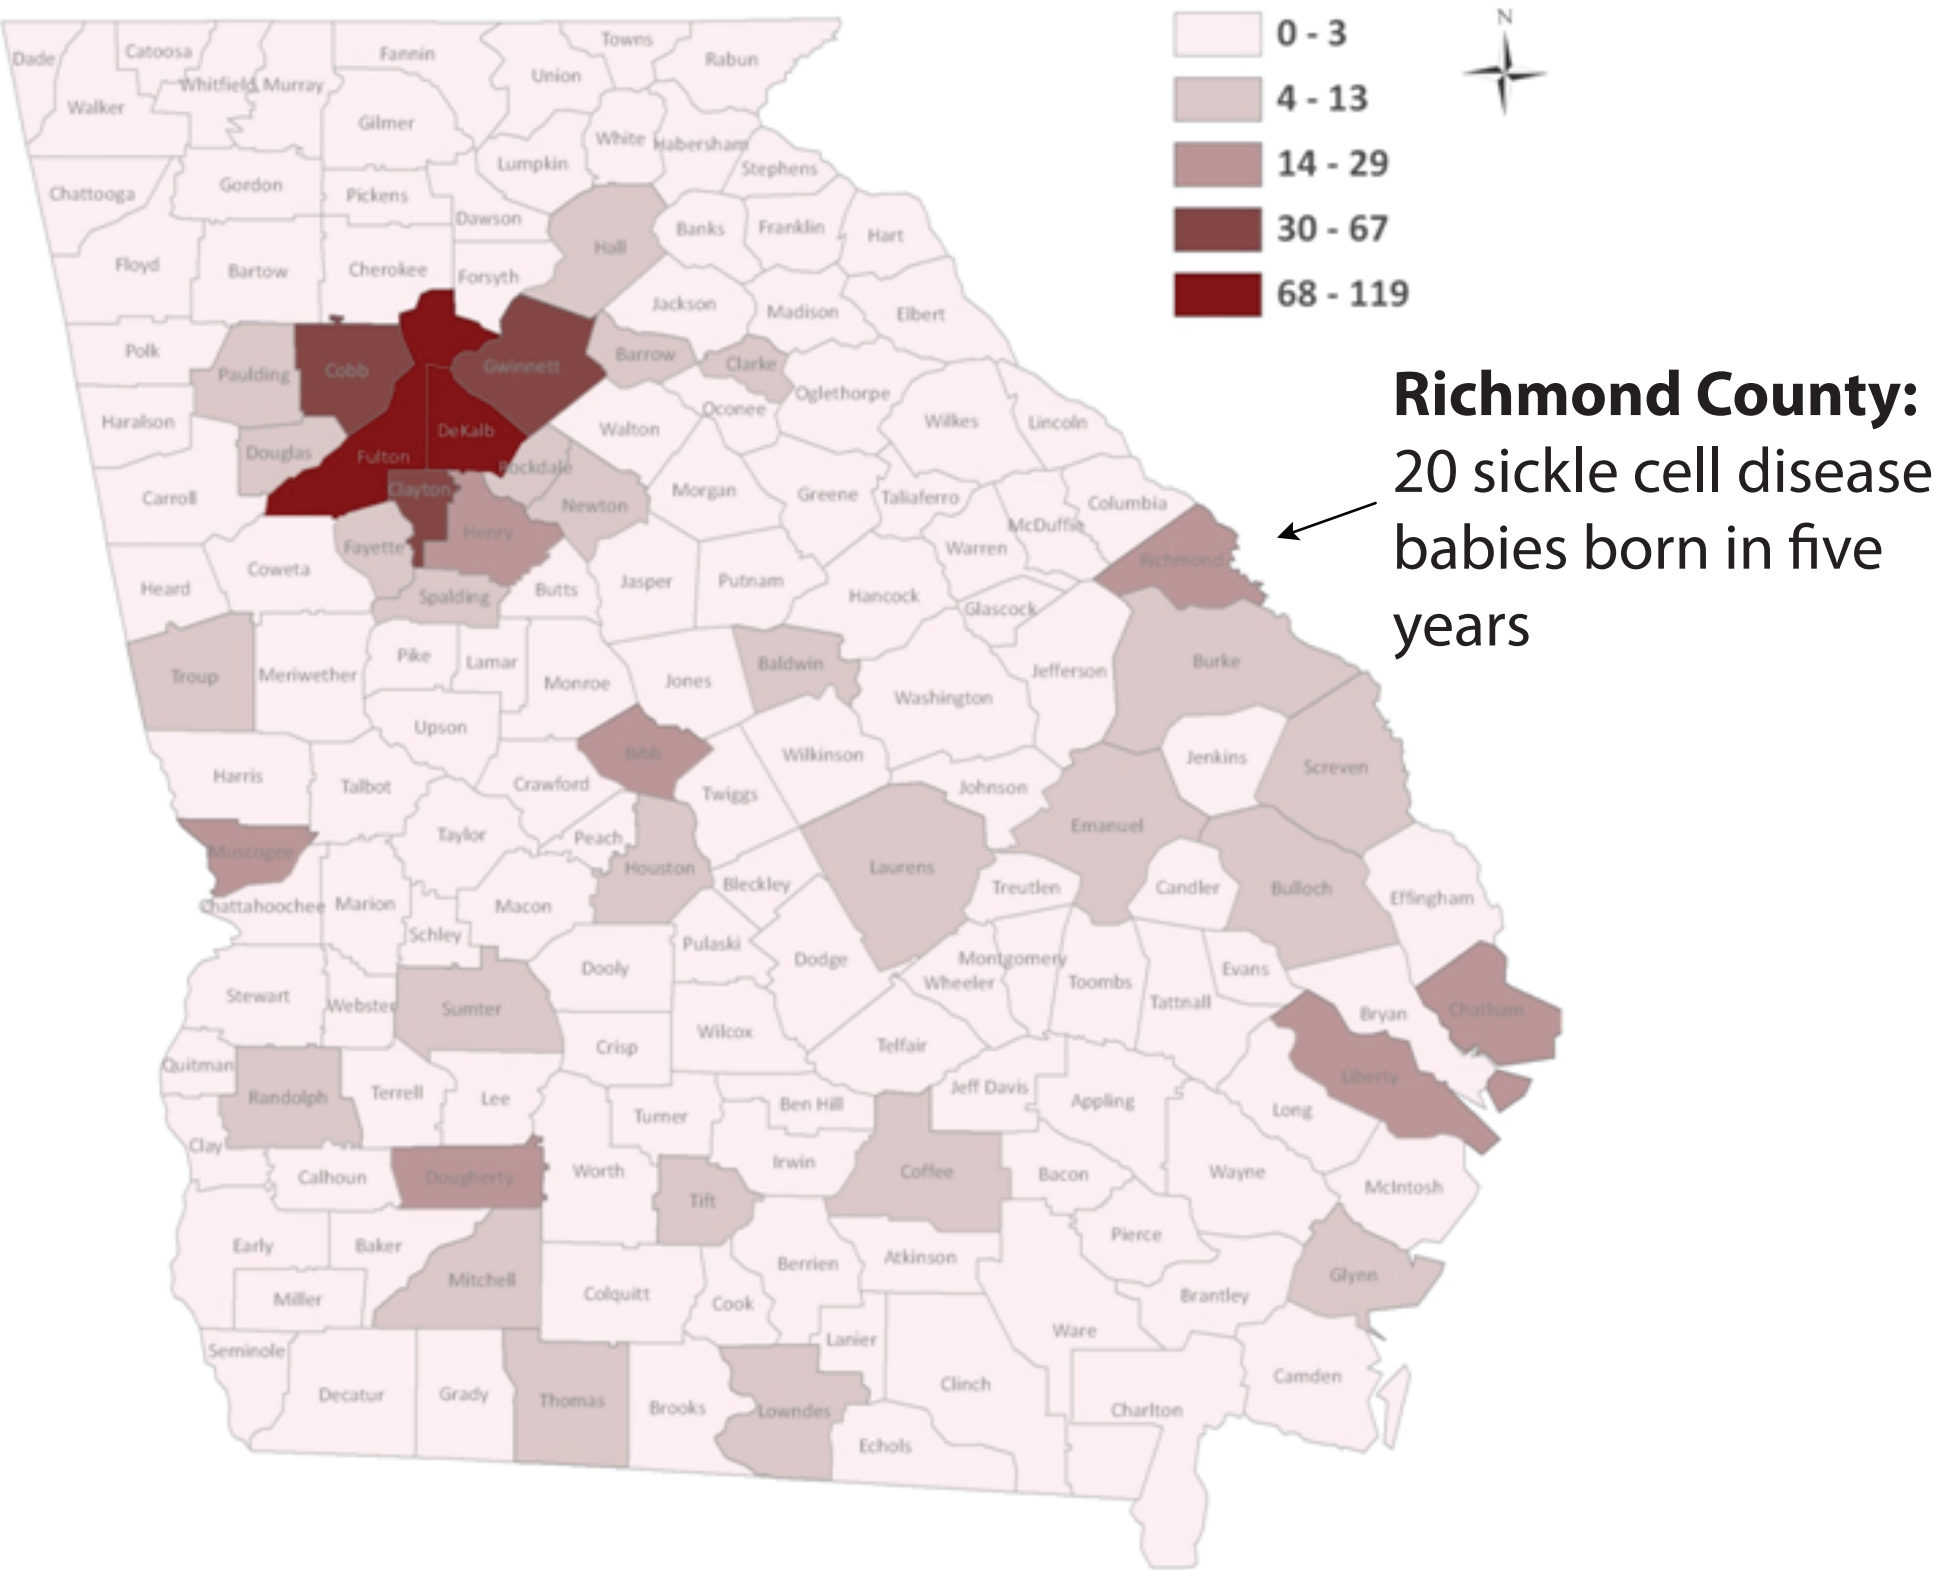 N
0 - 3
4 - 13
14 - 29
30 - 67
68 - 119
Richmond County:
20 sickle cell disease
babies born in five
years
Dade
Catoosa
Whitfield
Murray
Fannin
Union
Towns
Rabun
Walker
Gilmer
White
Habersham
Lumpkin
Stephens
Chattooga
Gordon
Pickens
Dawson
Hall
Banks
Franklin
Hart
Floyd
Bartow
Cherokee
Forsyth
Jackson
Madison
Elbert
Polk
Paulding
Cobb
Gwinnett
Barrow
Clarke
Oglethorpe
Haralson
Douglas
Fulton
DeKalb
Rockdale
Walton
Oconee
Wilkes
Lincoln
Carroll
Clayton
Henry
Newton
Morgan
Greene
Taliaferro
McDuffie
Columbia
Heard
Coweta
Fayette
Spalding
Butts
Jasper
Putnam
Hancock
Warren
Glascock
Richmond
Troup
Meriwether
Pike
Lamar
Monroe
Jones
Baldwin
Washington
Jefferson
Burke
Upson
Bibb
Wilkinson
Jenkins
Screven
Harris
Talbot
Crawford
Twiggs
Johnson
Emanuel
Muscogee
Taylor
Peach
Houston
Bleckley
Laurens
Treutlen
Candler
Bulloch
Effingham
Chattahoochee
Marion
Schley
Macon
Dooly
Pulaski
Dodge
Wheeler
Montgomery
Toombs
Tattnall
Evans
Bryan
Chatham
Stewart
Webster
Sumter
Crisp
Wilcox
Telfair
Jeff Davis
Appling
Long
Liberty
Quitman
Randolph
Terrell
Lee
Turner
Ben Hill
Clay
Calhoun
Dougherty
Worth
Tift
Irwin
Coffee
Bacon
Wayne
McIntosh
Early
Baker
Mitchell
Colquitt
Cook
Berrien
Atkinson
Pierce
Brantley
Glynn
Miller
Seminole
Decatur
Grady
Thomas
Brooks
Lowndes
Lanier
Echols
Clinch
Ware
Charlton
Camden